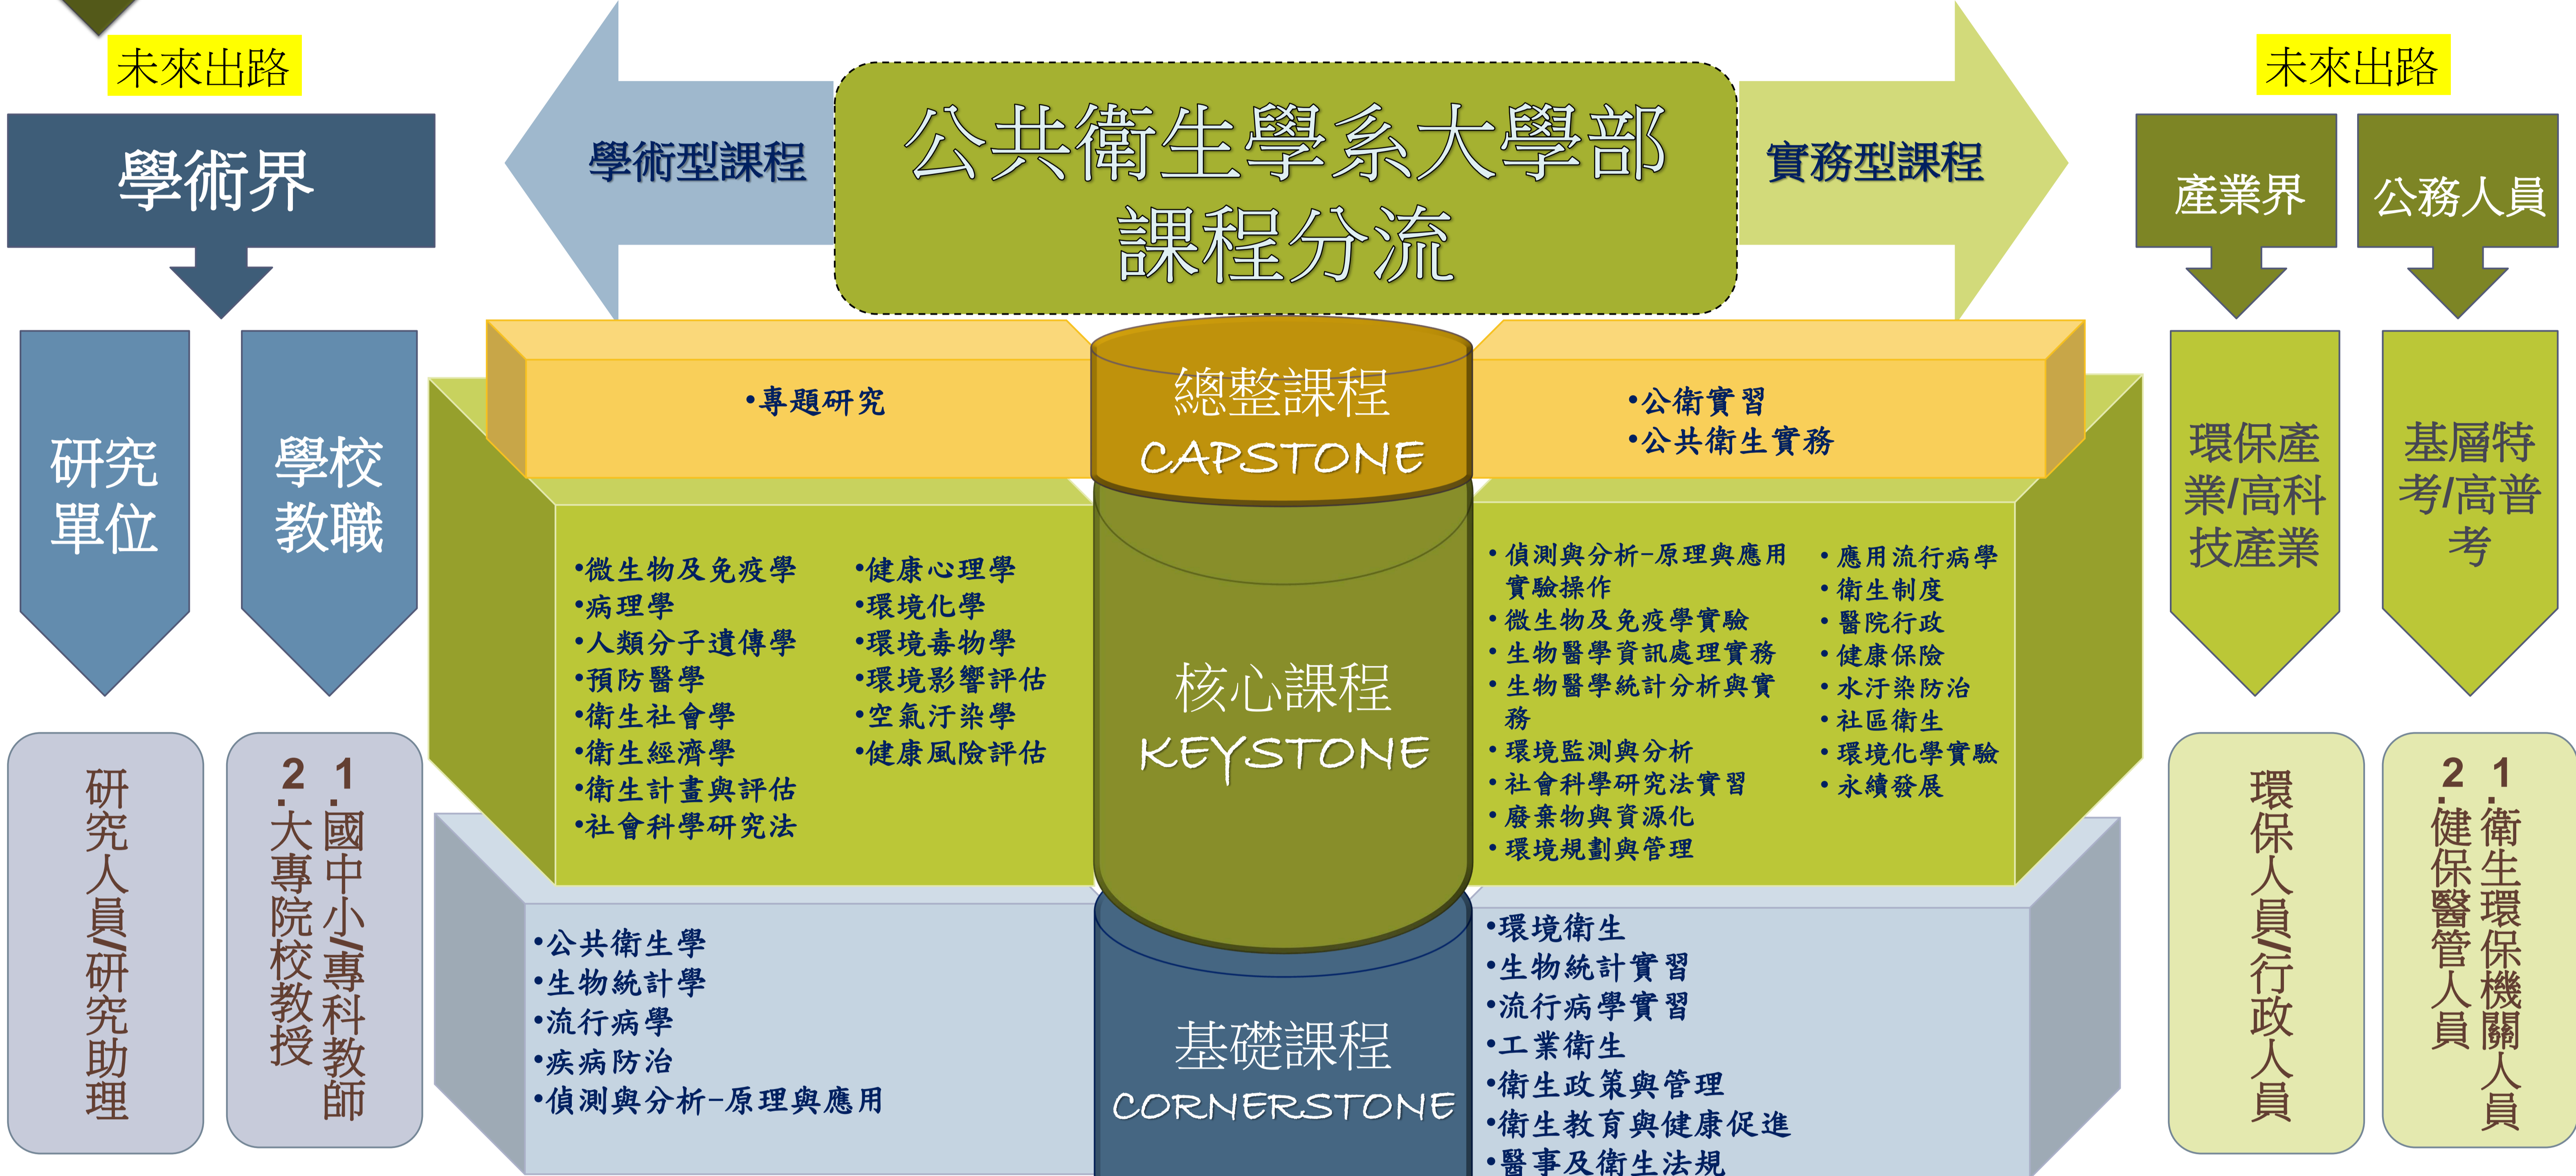 未來出路
學術界
研究
單位
學校
教職
研究人員/研究助理
1.國中小/專科教師
2.大專院校教授
學術型課程
公共衛生學系大學部
課程分流
實務型課程
總整課程
CAPSTONE
•專題研究
•公衛實習
•公共衛生實務
核心課程
KEYSTONE
•微生物及免疫學
•病理學
•人類分子遺傳學
•預防醫學
•衛生社會學
•衛生經濟學
•衛生計畫與評估
•社會科學研究法
•健康心理學
•環境化學
•環境毒物學
•環境影響評估
•空氣汙染學
•健康風險評估
•偵測與分析-原理與應用
實驗操作
•微生物及免疫學實驗
•生物醫學資訊處理實務
•生物醫學統計分析與實
務
•環境監測與分析
•社會科學研究法實習
•廢棄物與資源化
•環境規劃與管理
•應用流行病學
•衛生制度
•醫院行政
•健康保險
•水汙染防治
•社區衛生
•環境化學實驗
•永續發展
基礎課程
CORNERSTONE
•公共衛生學
•生物統計學
•流行病學
•疾病防治
•偵測與分析-原理與應用
•環境衛生
•生物統計實習
•流行病學實習
•工業衛生
•衛生政策與管理
•衛生教育與健康促進
•醫事及衛生法規
未來出路
產業界
公務人員
環保產
業/高科
技產業
基層特
考/高普
考
環保人員/行政人員
1.衛生環保機關人員
2.健保醫管人員